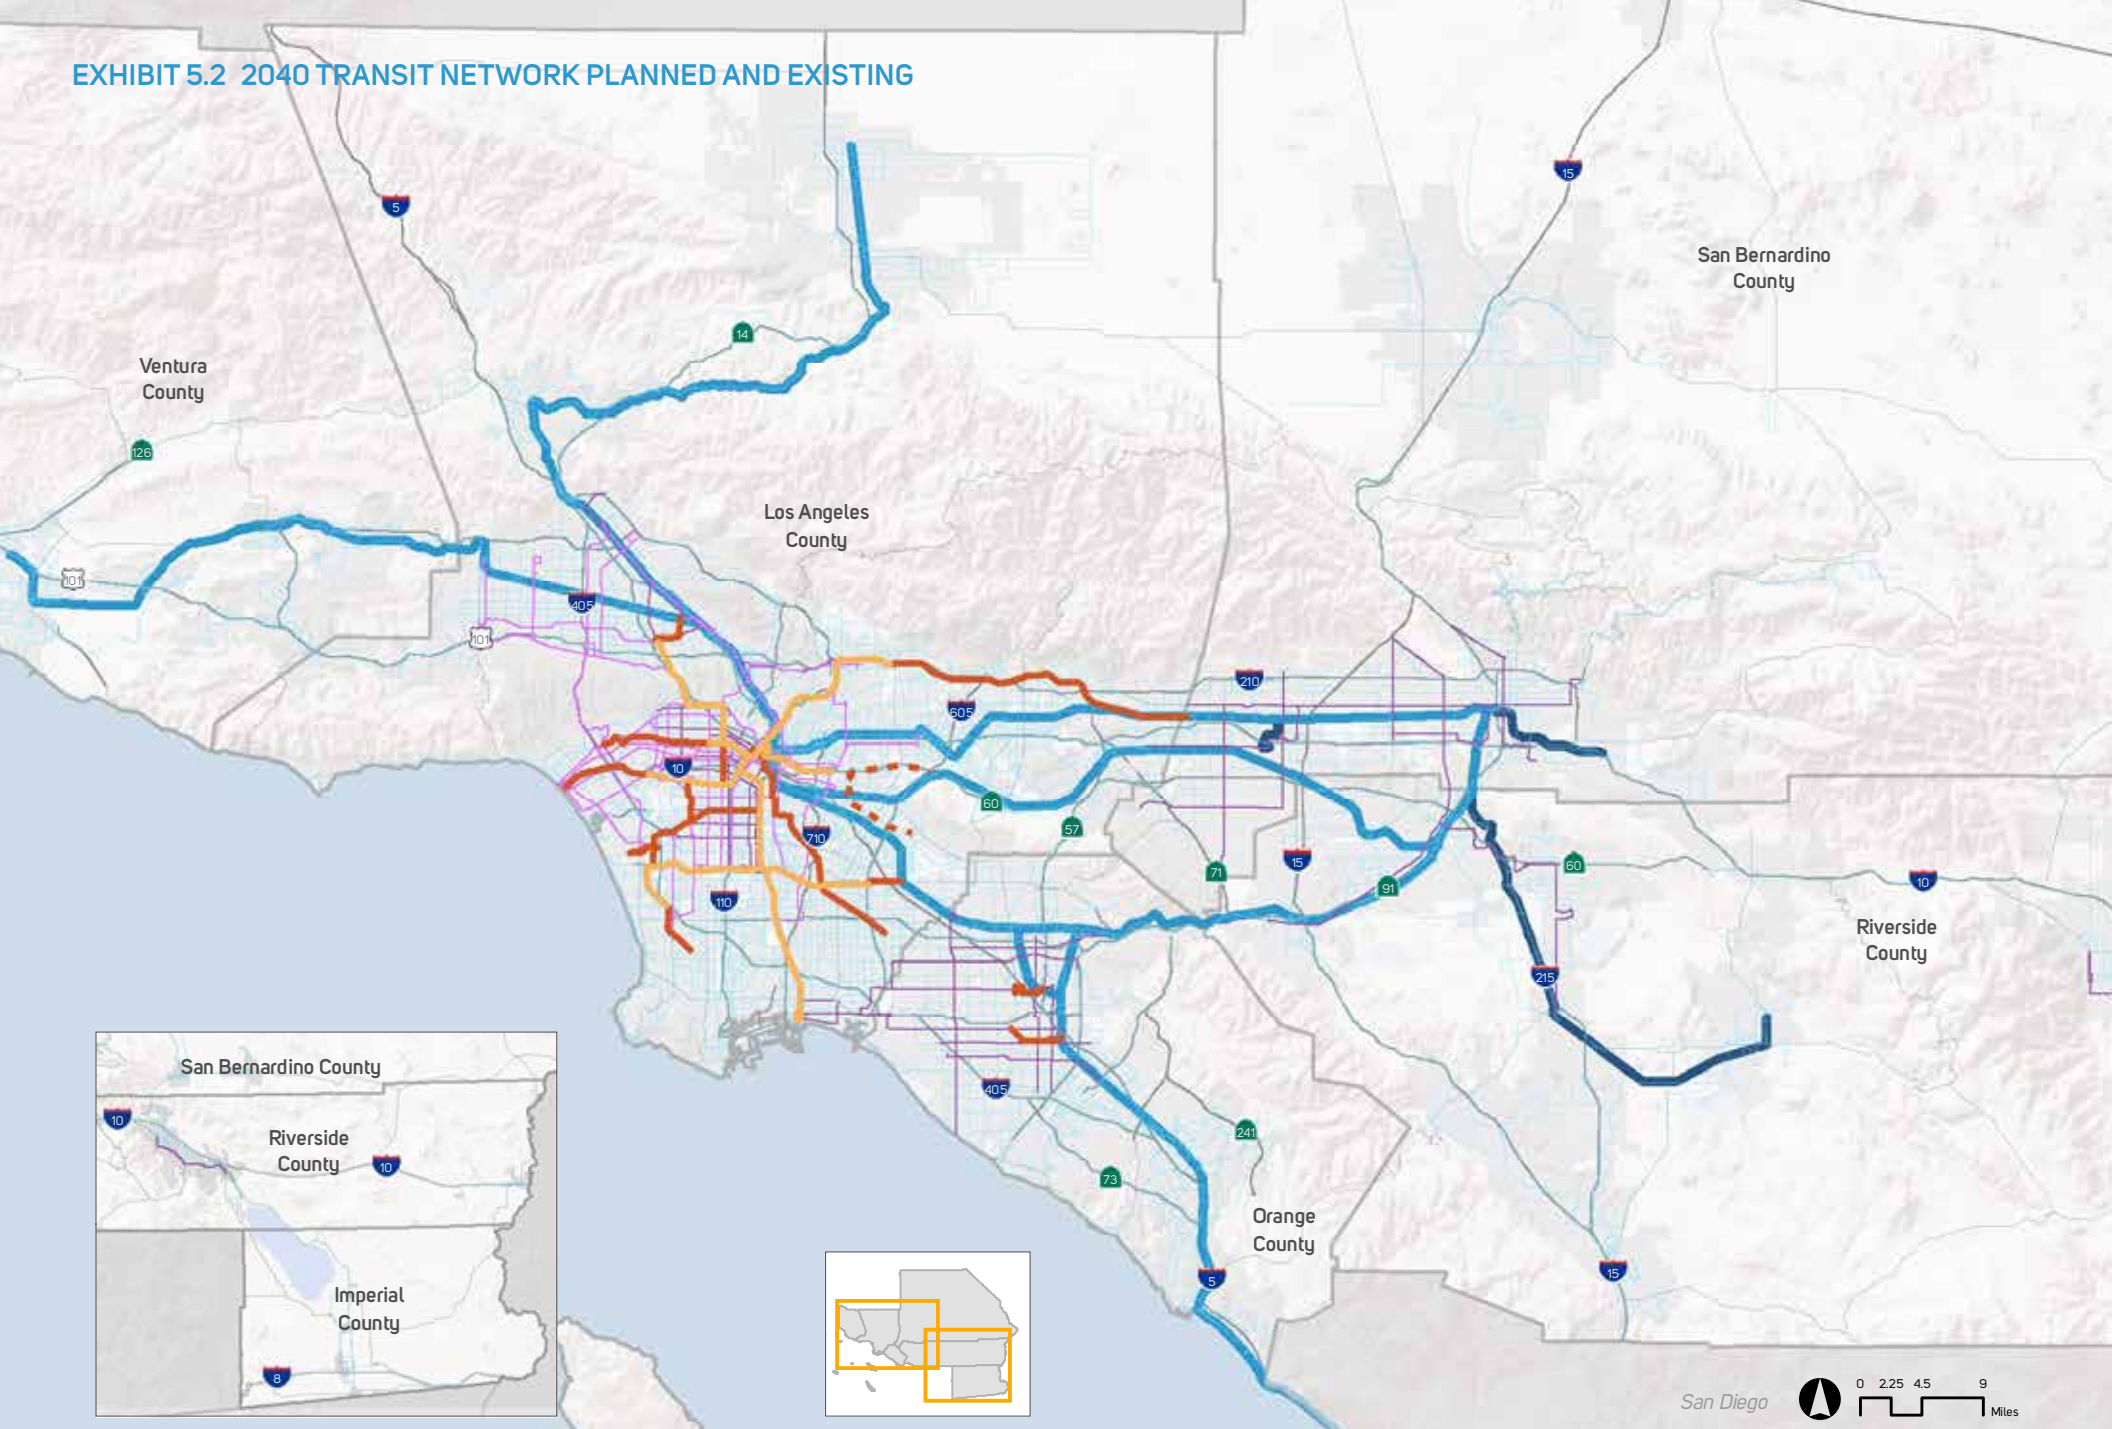 EXHIBIT 5.2 2040 TRANSIT NETWORK PLANNED AND EXISTING
15
5
San Bernardino
County
14
Ventura
County
126
Los Angeles
County
101
405
101
210
605
10
60
57
710
15
71
60
91
10
110
Riverside
County
215
405
241
73
Orange
County
5
15
San Bernardino County
10
Riverside
County
10
Imperial
County
8
San Diego
0 2.25 4.5 9
Miles